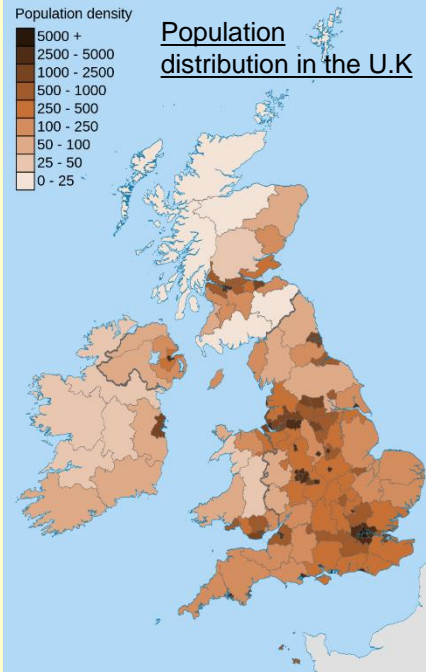 Population density
5000 +
2500 - 5000
1000 - 2500
500 - 1000
250 - 500
100 - 250
50 - 100
25 - 50
0 - 25
Population
distribution in the U.K